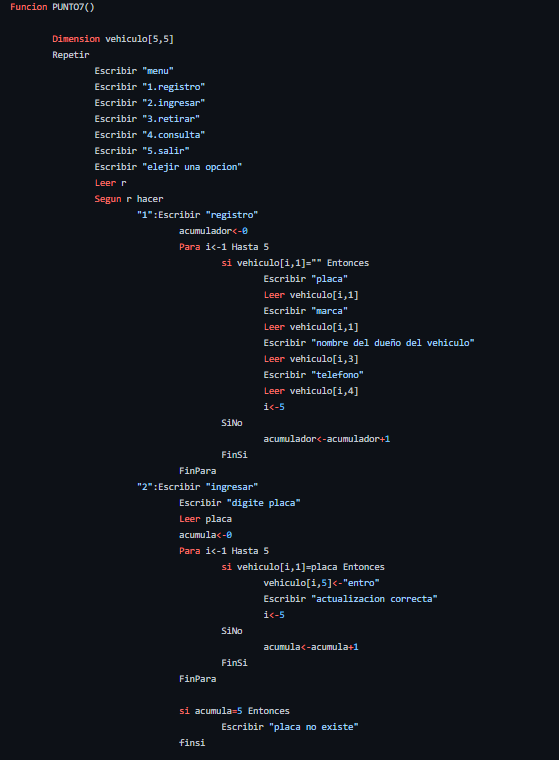 Funcion PUNTO7()
Dimension vehiculo[5,5]
Repetir
Escribir "menu"
Escribir "1.registro"
Escribir "2.ingresar"
Escribir "3.retirar"
Escribir "4.consulta"
Escribir "5.salir"
Escribir "elejir una opcion"
Leer r
Segun r hacer
"1":Escribir "registro"
acumulador<-0
Para i<-1 Hasta 5
si vehiculo[i,1]="" Entonces
Escribir "placa"
Leer vehiculo[i,1]
Escribir "marca"
Leer vehiculo[i,1]
Escribir "nombre del dueño del vehiculo"
Leer vehiculo[i,3]
Escribir "telefono"
Leer vehiculo[i,4]
i<-5
SiNo
acumulador<-acumulador+1
FinSi
FinPara
"2":Escribir "ingresar"
Escribir "digite placa"
Leer placa
acumula<-0
Para i<-1 Hasta 5
si vehiculo[i,1]=placa Entonces
vehiculo[i,5]<-"entro"
Escribir "actualizacion correcta"
i<-5
SiNo
acumula<-acumula+1
FinSi
FinPara
si acumula=5 Entonces
Escribir "placa no existe"
finsi